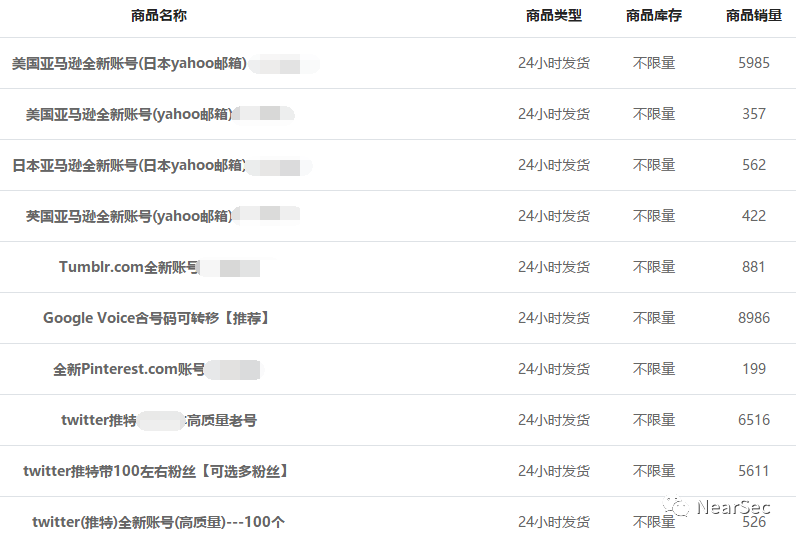 商品名称 商品类型 商品库存 商品销量
美国亚马逊全新账号(日本yahoo邮箱) 24小时发货 不限量 5985
美国亚马逊全新账号(yahoo邮箱) 24小时发货 不限量 357
日本亚马逊全新账号(日本yahoo邮箱) 24小时发货 不限量 562
英国亚马逊全新账号(yahoo邮箱) 24小时发货 不限量 422
Tumblr.com全新账号 24小时发货 不限量 881
Google Voice含号码可转移【推荐】 24小时发货 不限量 8986
全新Pinterest.com账号 24小时发货 不限量 199
twitter推特 高质量老号 24小时发货 不限量 6516
twitter推特带100左右粉丝【可选多粉丝】 24小时发货 不限量 5611
twitter(推特)全新账号(高质量)---100个 24小时发货 不限量 526
NearSec